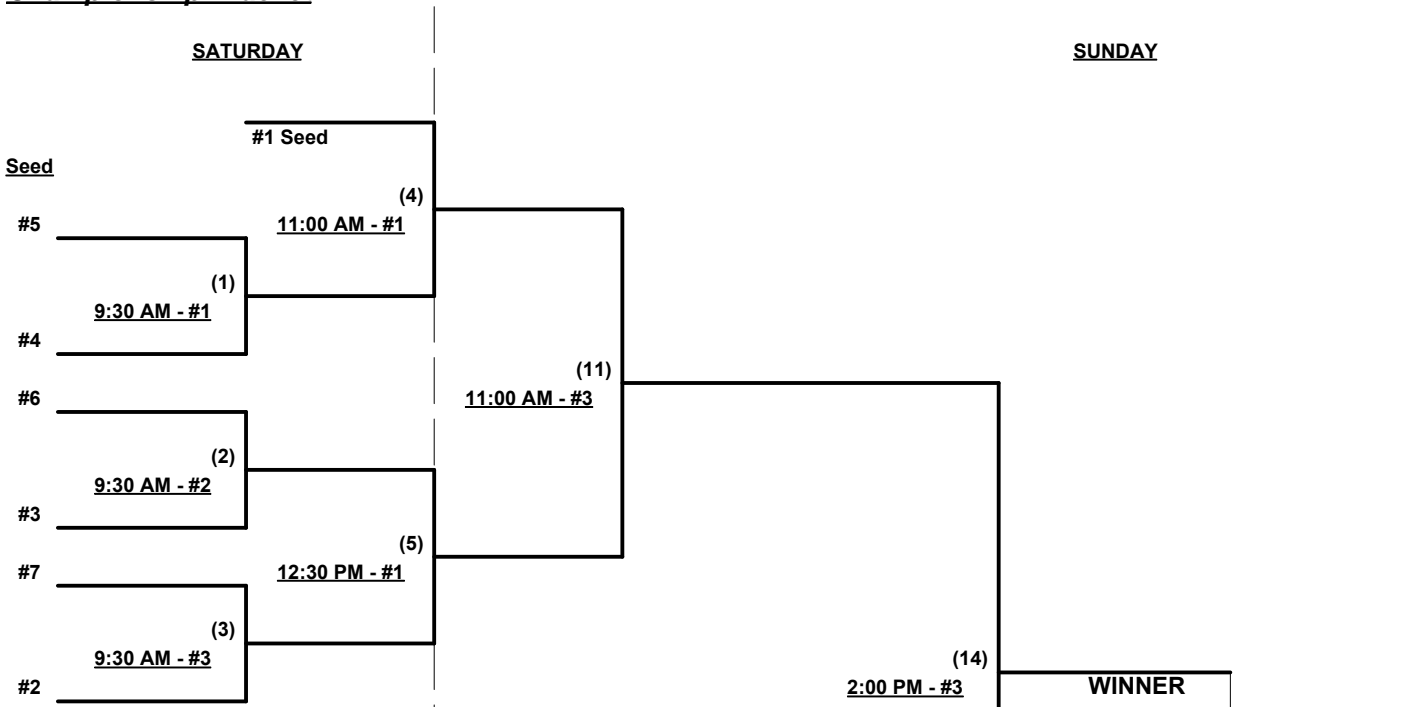 SATURDAY
SUNDAY
#1 Seed
Seed
(4)
#5
11:00 AM - #1
(1)
9:30 AM - #1
#4
(11)
#6
11:00 AM - #3
(2)
9:30 AM - #2
#3
(5)
#7
12:30 PM - #1
(3)
9:30 AM - #3
(14)
#2
2:00 PM - #3
WINNER